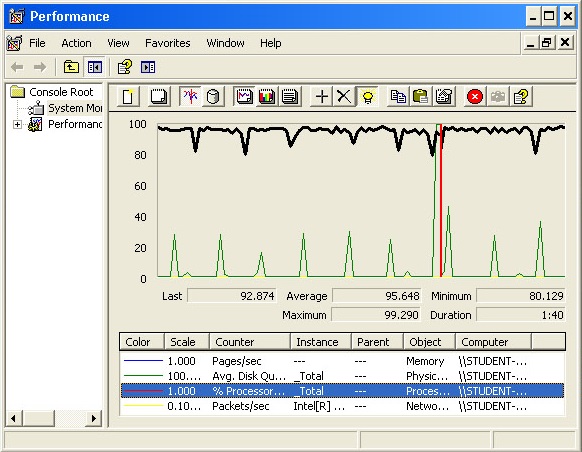 Performance
File Action View Favorites Window Help
Console Root
System Mo
Performanc
100
80
60
40
20
0
Last 92.874 Average 95.648 Minimum 80.129
Maximum 99.290 Duration 1:40
Color Scale Counter Instance Parent Object Computer
1.000 Pages/sec --- --- Memory \\STUDENT-...
100.... Avg. Disk Qu... _Total --- Physic... \\STUDENT-...
1.000 % Processor... _Total --- Proces... \\STUDENT-...
0.10... Packets/sec Intel[R] ... --- Netwo... \\STUDENT-...